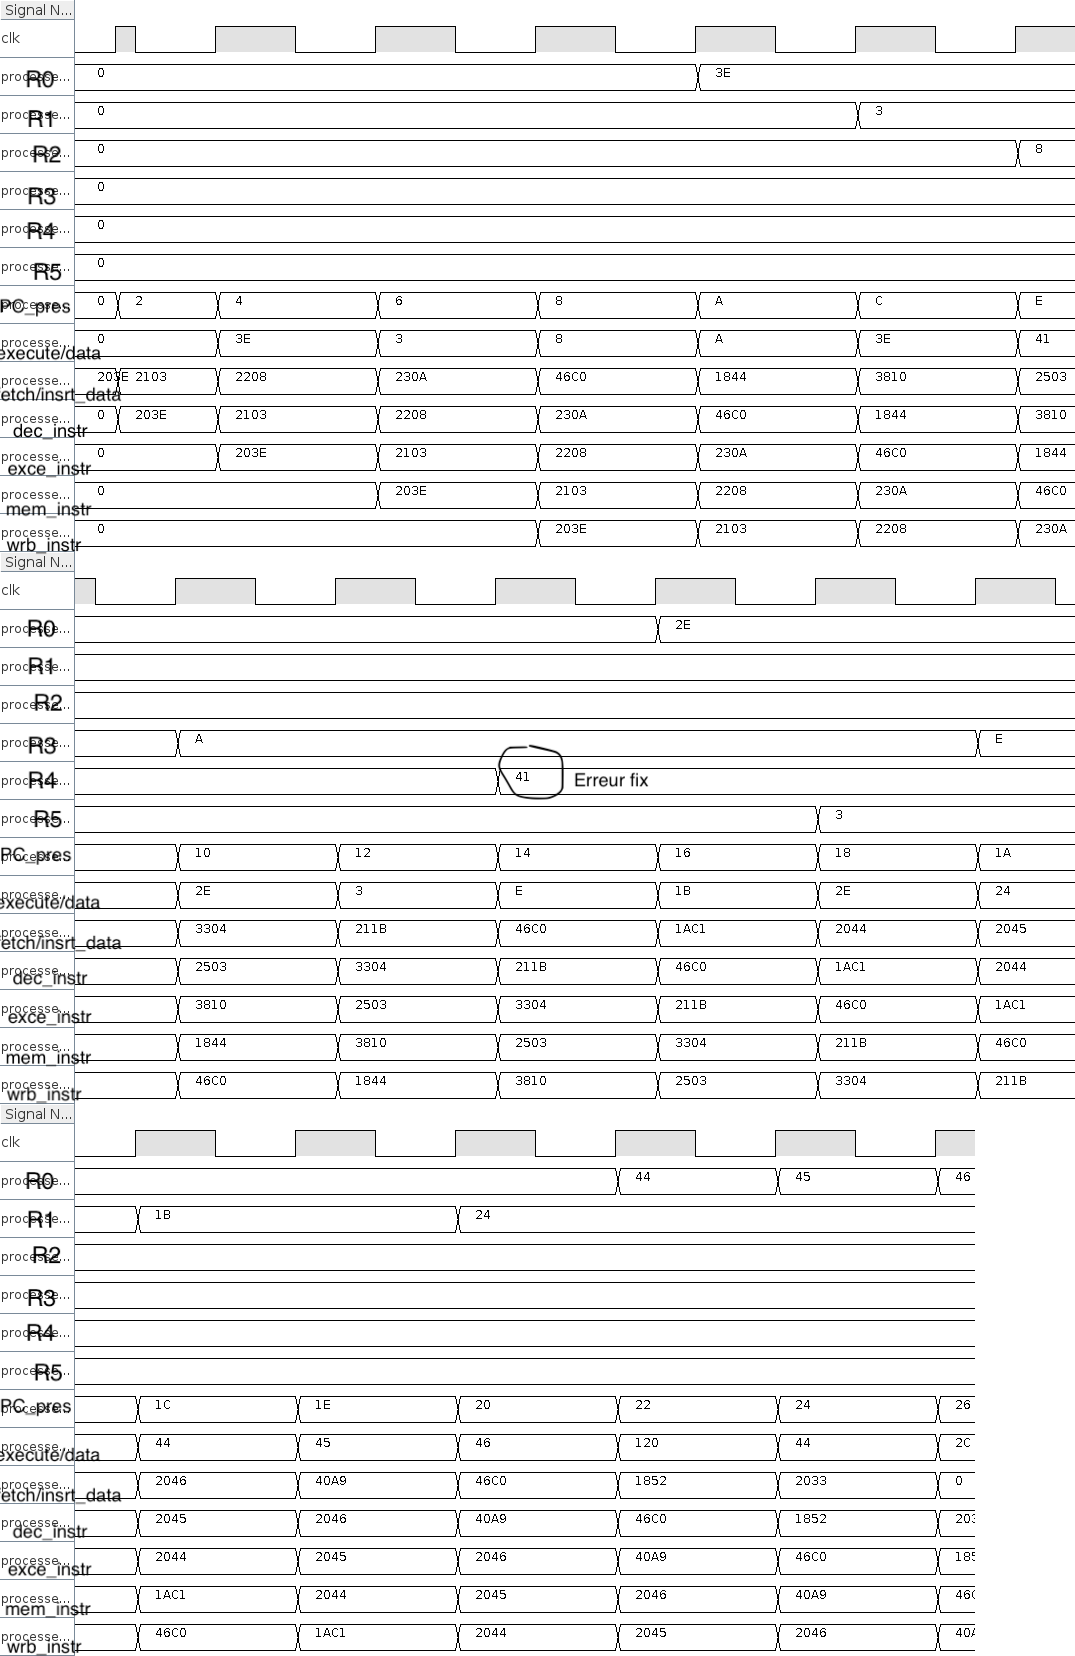 Signal N...
clk
processe... R0 0 3E
processe... R1 0 3
processe... R2 0 8
processe... R3 0
processe... R4 0
processe... R5 0
PC_pres 0 2 4 6 8 A C E
processe... execute/data 0 3E 3 8 A 3E 41
processe... etch/insrt_data 203E 2103 2208 230A 46C0 1844 3810 2503
processe... dec_instr 0 203E 2103 2208 230A 46C0 1844 3810
processe... exce_instr 0 203E 2103 2208 230A 46C0 1844
processe... mem_instr 0 203E 2103 2208 230A 46C0
processe... wrb_instr 0 203E 2103 2208 230A
Signal N...
clk
processe... R0 2E
processe... R1
processe... R2
processe... R3 A E
processe... R4 41 Erreur fix
processe... R5 3
PC_pres 10 12 14 16 18 1A
processe... execute/data 2E 3 E 1B 2E 24
processe... etch/insrt_data 3304 211B 46C0 1AC1 2044 2045
processe... dec_instr 2503 3304 211B 46C0 1AC1 2044
processe... exce_instr 3810 2503 3304 211B 46C0 1AC1
processe... mem_instr 1844 3810 2503 3304 211B 46C0
processe... wrb_instr 46C0 1844 3810 2503 3304 211B
Signal N...
clk
processe... R0 44 45 46
processe... R1 1B 24
processe... R2
processe... R3
processe... R4
processe... R5
PC_pres 1C 1E 20 22 24 26
processe... execute/data 44 45 46 120 44 2C
processe... etch/insrt_data 2046 40A9 46C0 1852 2033 0
processe... dec_instr 2045 2046 40A9 46C0 1852 203
processe... exce_instr 2044 2045 2046 40A9 46C0 185
processe... mem_instr 1AC1 2044 2045 2046 40A9 46C
processe... wrb_instr 46C0 1AC1 2044 2045 2046 40A